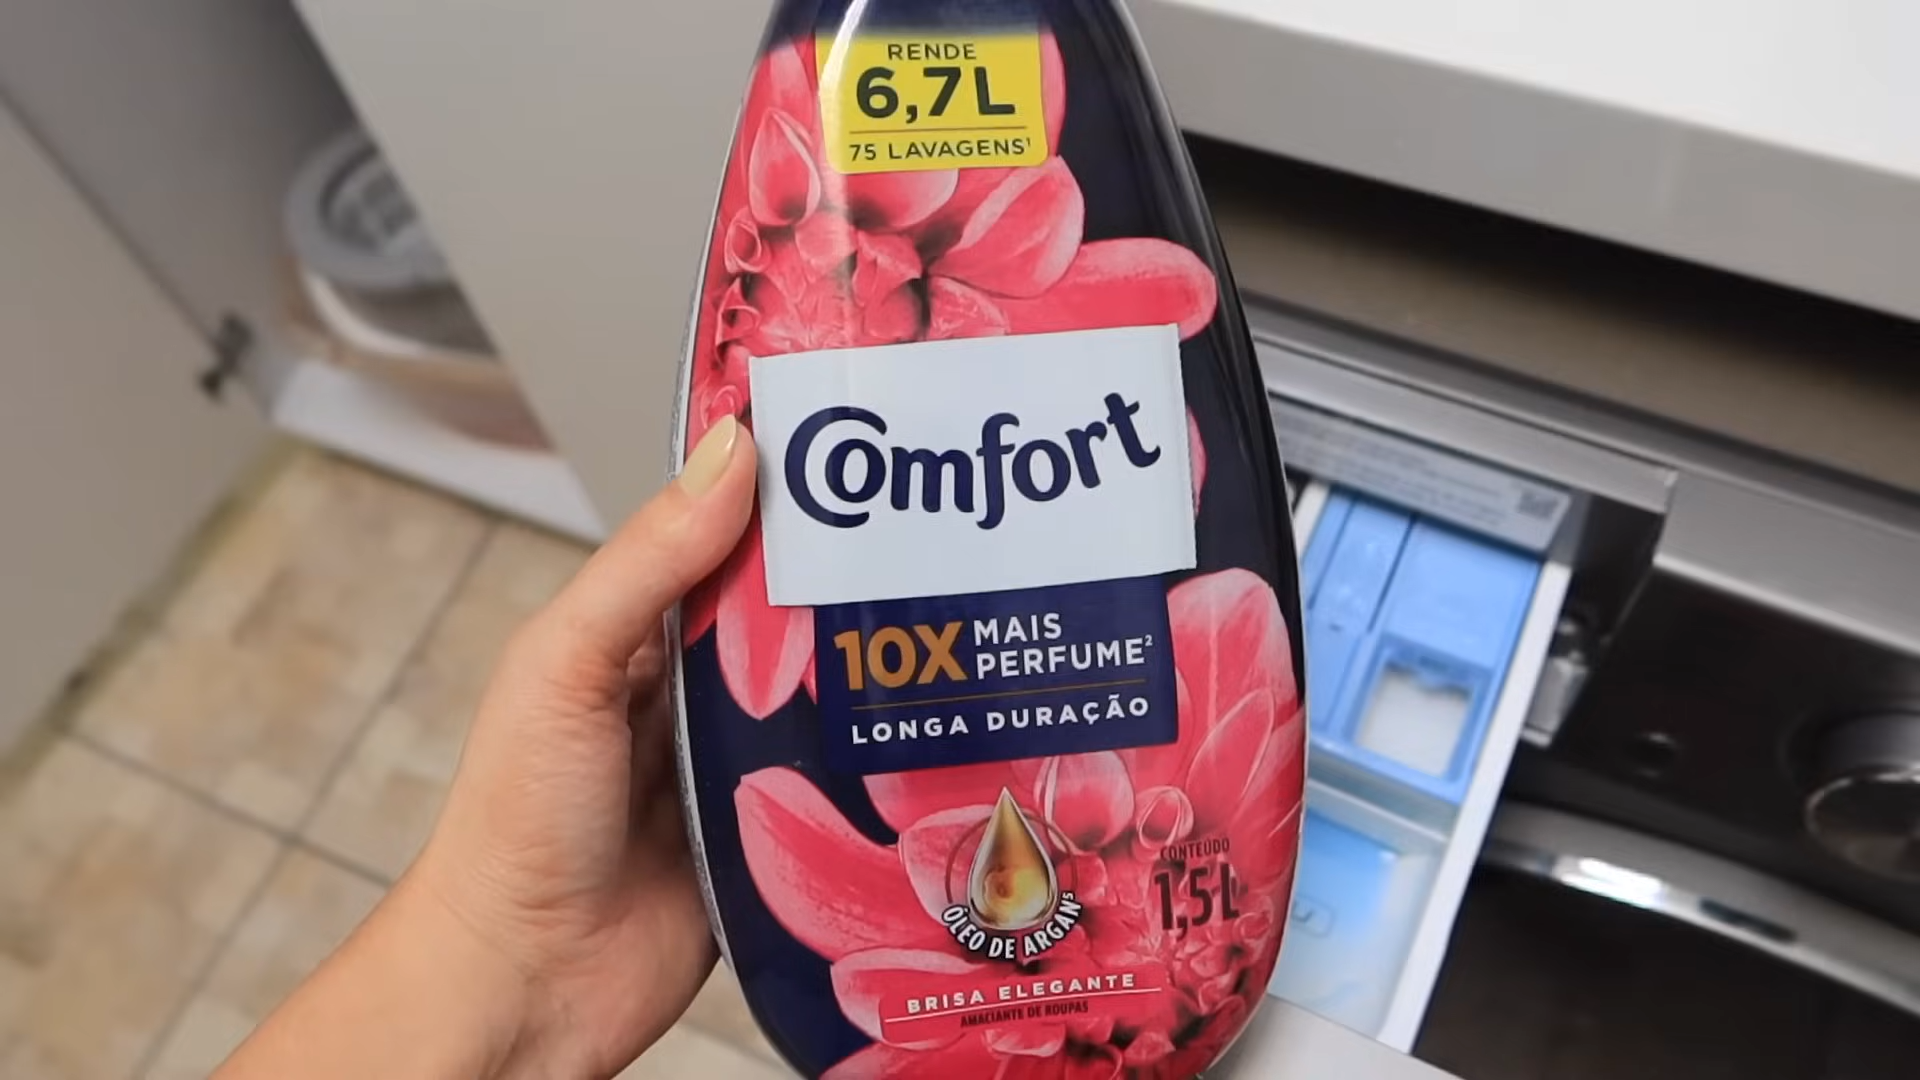 RENDE
6,7L
75 LAVAGENS¹
Comfort
10X MAIS
PERFUME²
LONGA DURAÇÃO
ÓLEO DE ARGAN⁵
CONTEÚDO
1,5L
BRISA ELEGANTE
AMACIANTE DE ROUPAS